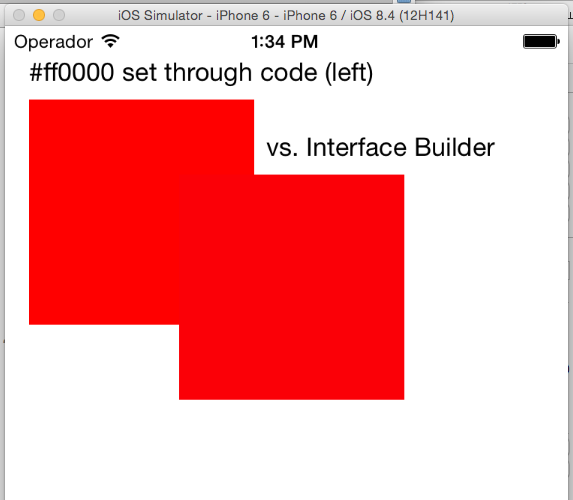 iOS Simulator - iPhone 6 - iPhone 6 / iOS 8.4 (12H141)
Operador 1:34 PM
#ff0000 set through code (left)
vs. Interface Builder